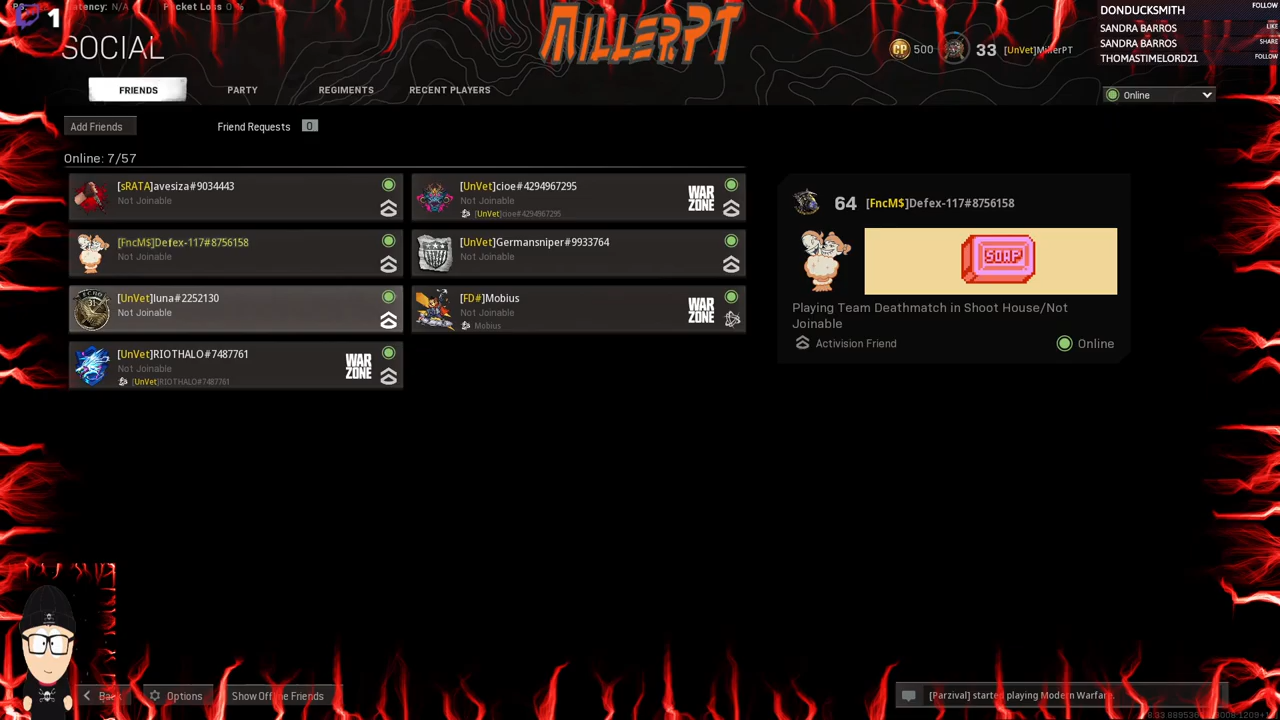 1
Latency: N/A
Packet Loss 0 %
SOCIAL
MILLERPT
CP 500
33 [UnVet]MillerPT
DONDUCKSMITH FOLLOW
SANDRA BARROS LIKE
SANDRA BARROS SHARE
THOMASTIMELORD21 FOLLOW
FRIENDS
PARTY
REGIMENTS
RECENT PLAYERS
Online
Add Friends
Friend Requests 0
Online: 7/57
[sRATA]avesiza#9034443
Not Joinable
[UnVet]cioe#4294967295
Not Joinable
[UnVet]cioe#4294967295
WAR
ZONE
[FncM$]Defex-117#8756158
Not Joinable
[UnVet]Germansniper#9933764
Not Joinable
[UnVet]luna#2252130
Not Joinable
[FD#]Mobius
Not Joinable
Mobius
WAR
ZONE
[UnVet]RIOTHALO#7487761
Not Joinable
[UnVet]RIOTHALO#7487761
WAR
ZONE
64 [FncM$]Defex-117#8756158
SOAP
Playing Team Deathmatch in Shoot House/Not
Joinable
Activision Friend
Online
Back
Options
Show Offline Friends
[Parzival] started playing Modern Warfare.